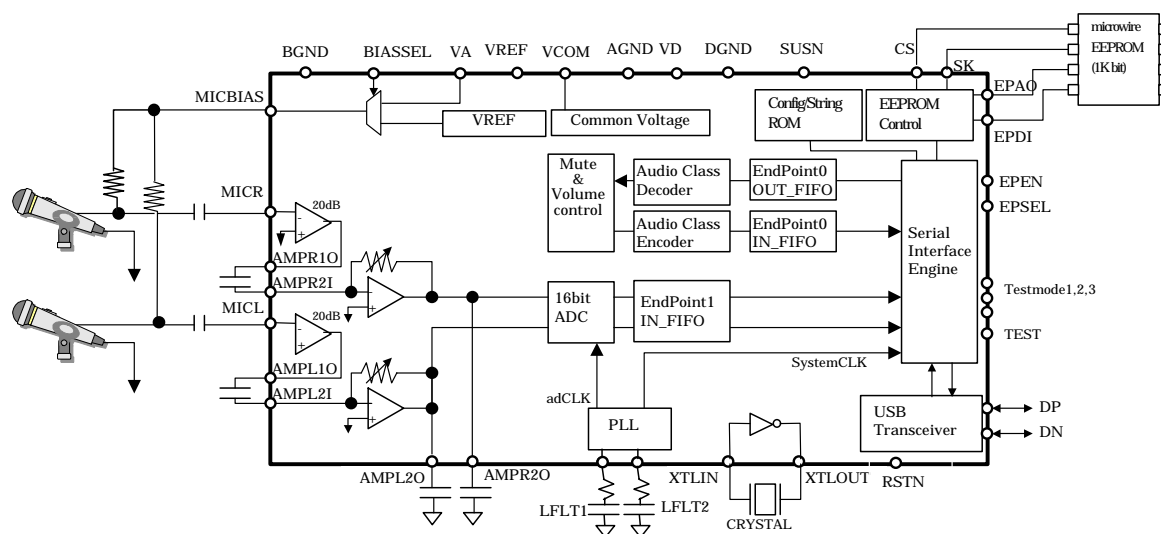 microwire
EEPROM
(1K bit)
BGND
BIASSEL
VA
VREF
VCOM
AGND
VD
DGND
SUSN
CS
SK
EPAO
EPDI
MICBIAS
VREF
Common Voltage
Config/String
ROM
EEPROM
Control
Mute
&
Volume
control
Audio Class
Decoder
EndPoint0
OUT_FIFO
Audio Class
Encoder
EndPoint0
IN_FIFO
Serial
Interface
Engine
EPEN
EPSEL
MICR
20dB
-
+
AMPR1O
AMPR2I
-
+
MICL
20dB
-
+
AMPL1O
AMPL2I
-
+
16bit
ADC
EndPoint1
IN_FIFO
Testmode1,2,3
TEST
SystemCLK
adCLK
PLL
USB
Transceiver
DP
DN
AMPL2O
AMPR2O
LFLT1
LFLT2
XTLIN
XTLOUT
CRYSTAL
RSTN